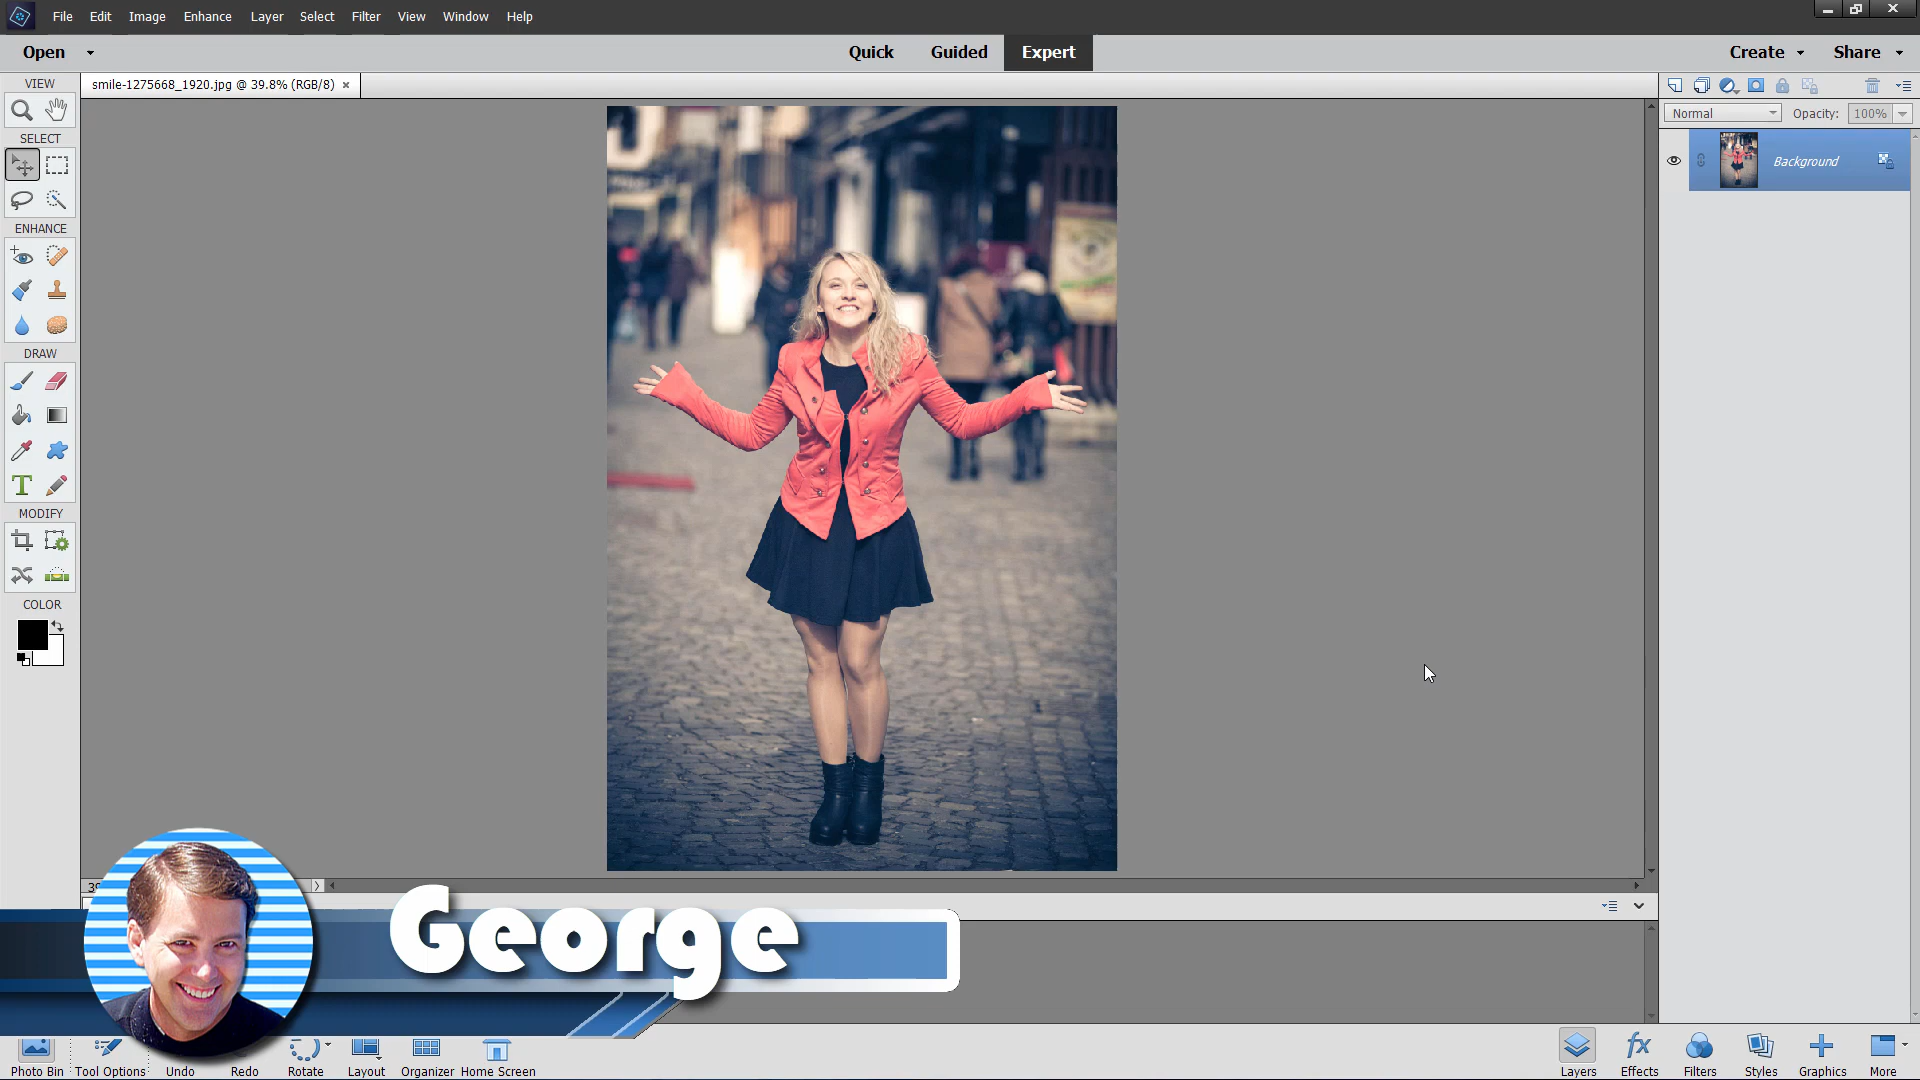 File Edit Image Enhance Layer Select Filter View Window Help
Open Quick Guided Expert Create Share
VIEW
smile-1275668_1920.jpg @ 39.8% (RGB/8) ×
Normal Opacity: 100%
SELECT
Background
ENHANCE
DRAW
T
MODIFY
COLOR
George
Photo Bin Tool Options Undo Redo Rotate Layout Organizer Home Screen
fx
Layers Effects Filters Styles Graphics More